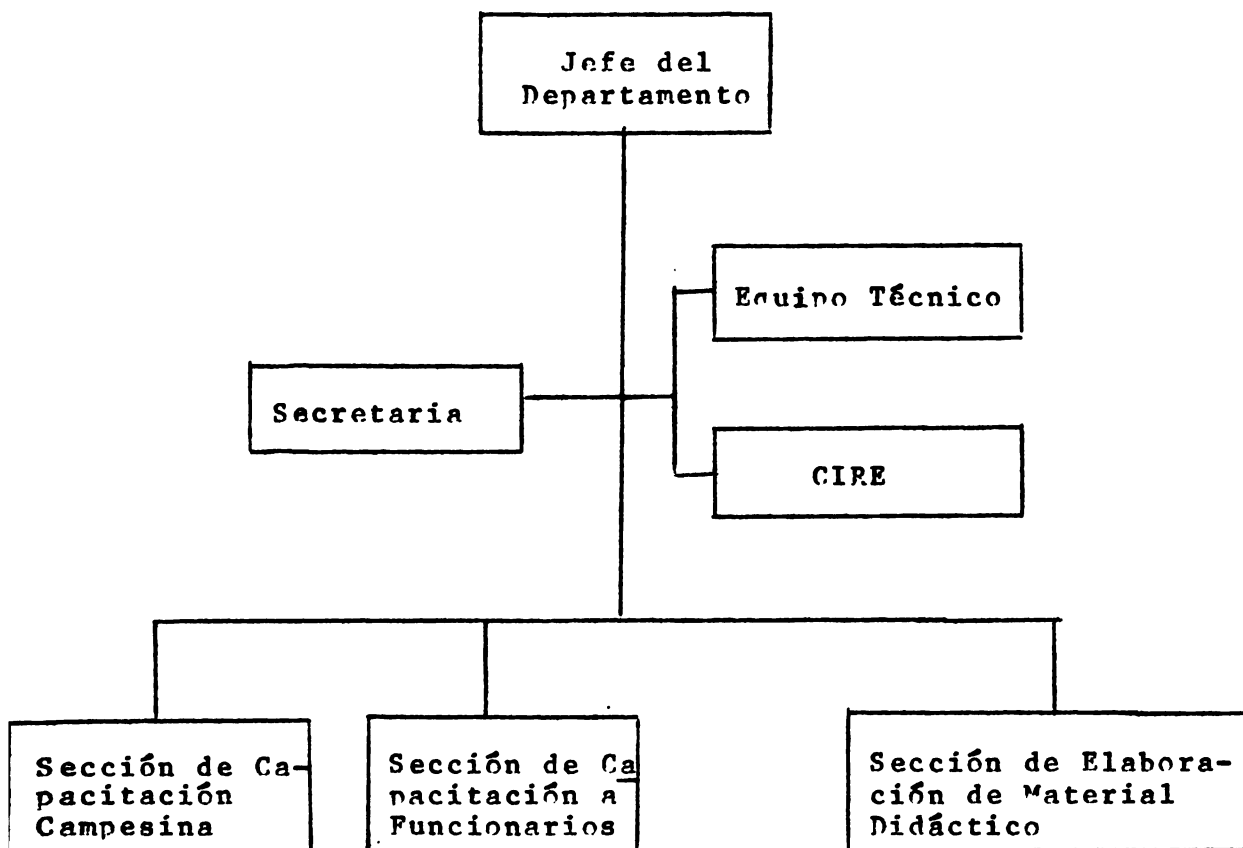 Jefe del
Departamento
Equipo Técnico
Secretaria
CIRE
Sección de Ca-
pacitación
Campesina
Sección de Ca
pacitación a
Funcionarios
Sección de Elabora-
ción de Material
Didáctico